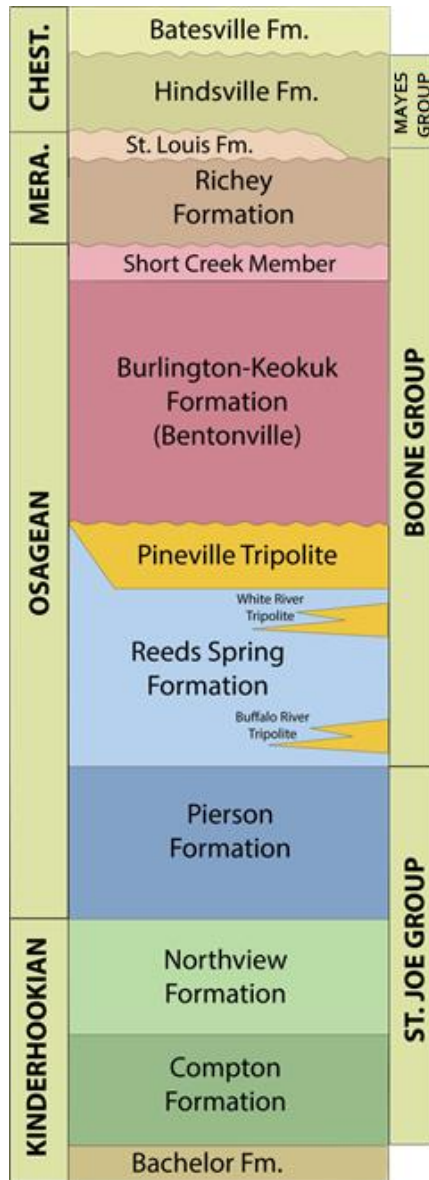 CHEST.
MERA.
OSAGEAN
KINDERHOOKIAN
Batesville Fm.
Hindsville Fm.
St. Louis Fm.
Richey
Formation
Short Creek Member
Burlington-Keokuk
Formation
(Bentonville)
Pineville Tripolite
White River
Tripolite
Reeds Spring
Formation
Buffalo River
Tripolite
Pierson
Formation
Northview
Formation
Compton
Formation
Bachelor Fm.
MAYES
GROUP
BOONE GROUP
ST. JOE GROUP